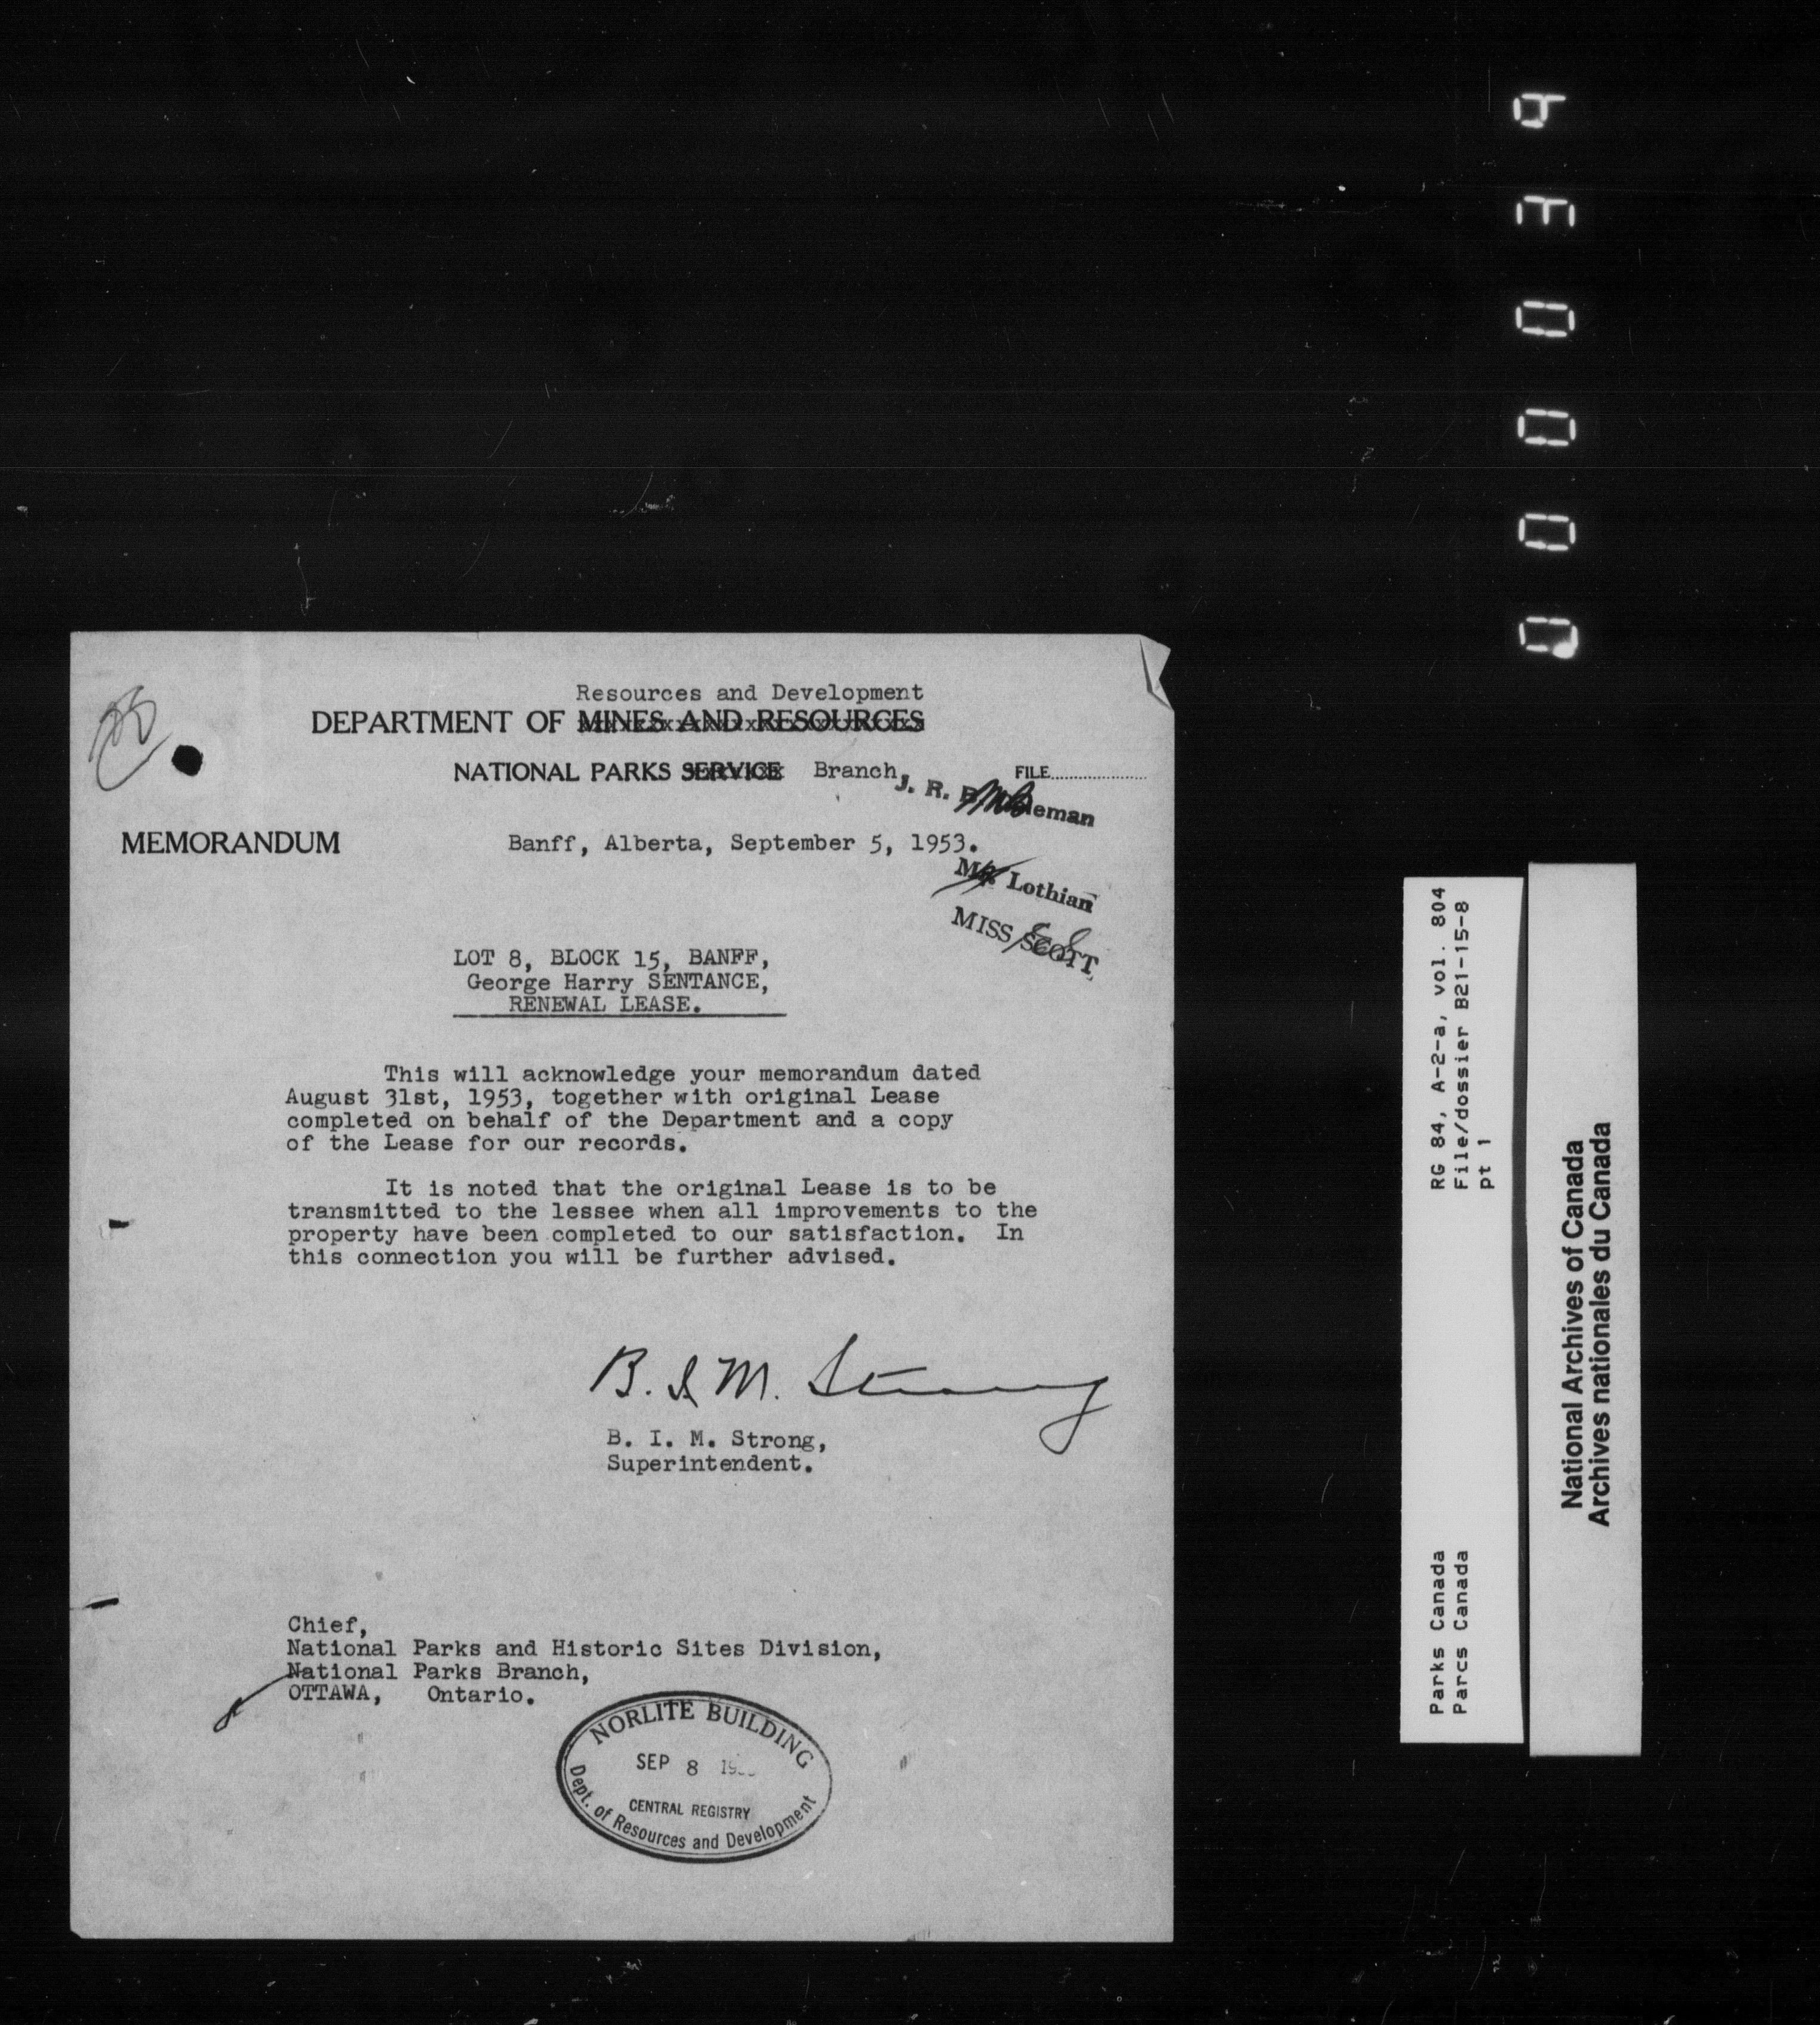 Resources and Development
DEPARTMENT OF MINES AND RESOURCES
NATIONAL PARKS SERVICE Branch,
FILE
J. R. B.
Mr. Lothian
MISS SCOTT
MEMORANDUM
Banff, Alberta, September 5, 1953.
LOT 8, BLOCK 15, BANFF,
George Harry SENTANCE,
RENEWAL LEASE.
This will acknowledge your memorandum dated
August 31st, 1953, together with original Lease
completed on behalf of the Department and a copy
of the Lease for our records.
It is noted that the original Lease is to be
transmitted to the lessee when all improvements to the
property have been completed to our satisfaction. In
this connection you will be further advised.
B. I. M. Strong
B. I. M. Strong,
Superintendent.
Chief,
National Parks and Historic Sites Division,
National Parks Branch,
OTTAWA, Ontario.
NORLITE BUILDING
SEP 8
CENTRAL REGISTRY
Dept. of Resources and Development
Parks Canada
Parcs Canada
RG 84, A-2-a, vol. 804
File/dossier B21-15-8
pt 1
National Archives of Canada
Archives nationales du Canada